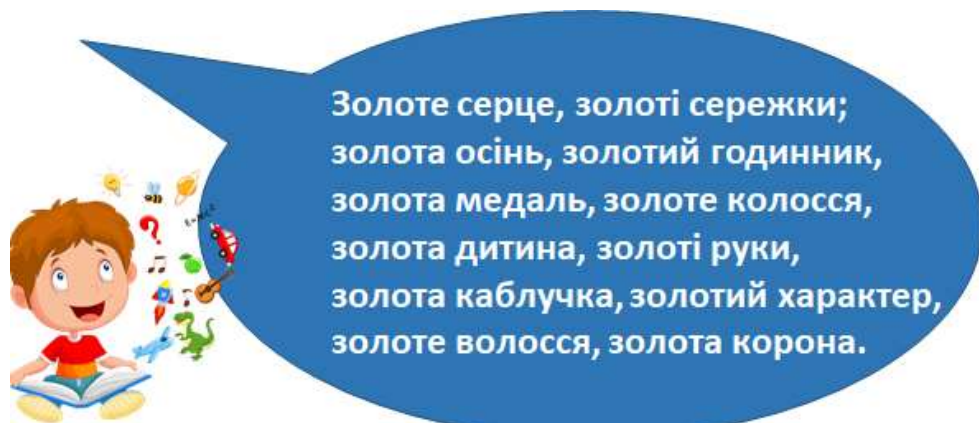 Золоте серце, золоті сережки;
золота осінь, золотий годинник,
золота медаль, золоте колосся,
золота дитина, золоті руки,
золота каблучка, золотий характер,
золоте волосся, золота корона.